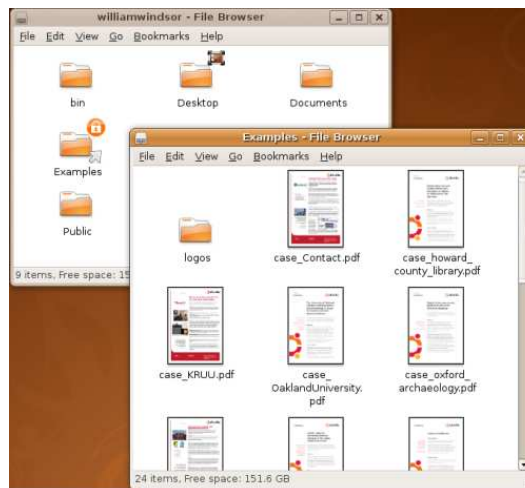 williamwindsor - File Browser
File Edit View Go Bookmarks Help
bin
Desktop
Documents
Examples
Public
9 items, Free space: 15
Examples - File Browser
File Edit View Go Bookmarks Help
logos
case_Contact.pdf
case_howard_
county_library.pdf
case_KRUU.pdf
case_
OaklandUniversity.
pdf
case_oxford_
archaeology.pdf
24 items, Free space: 151.6 GB